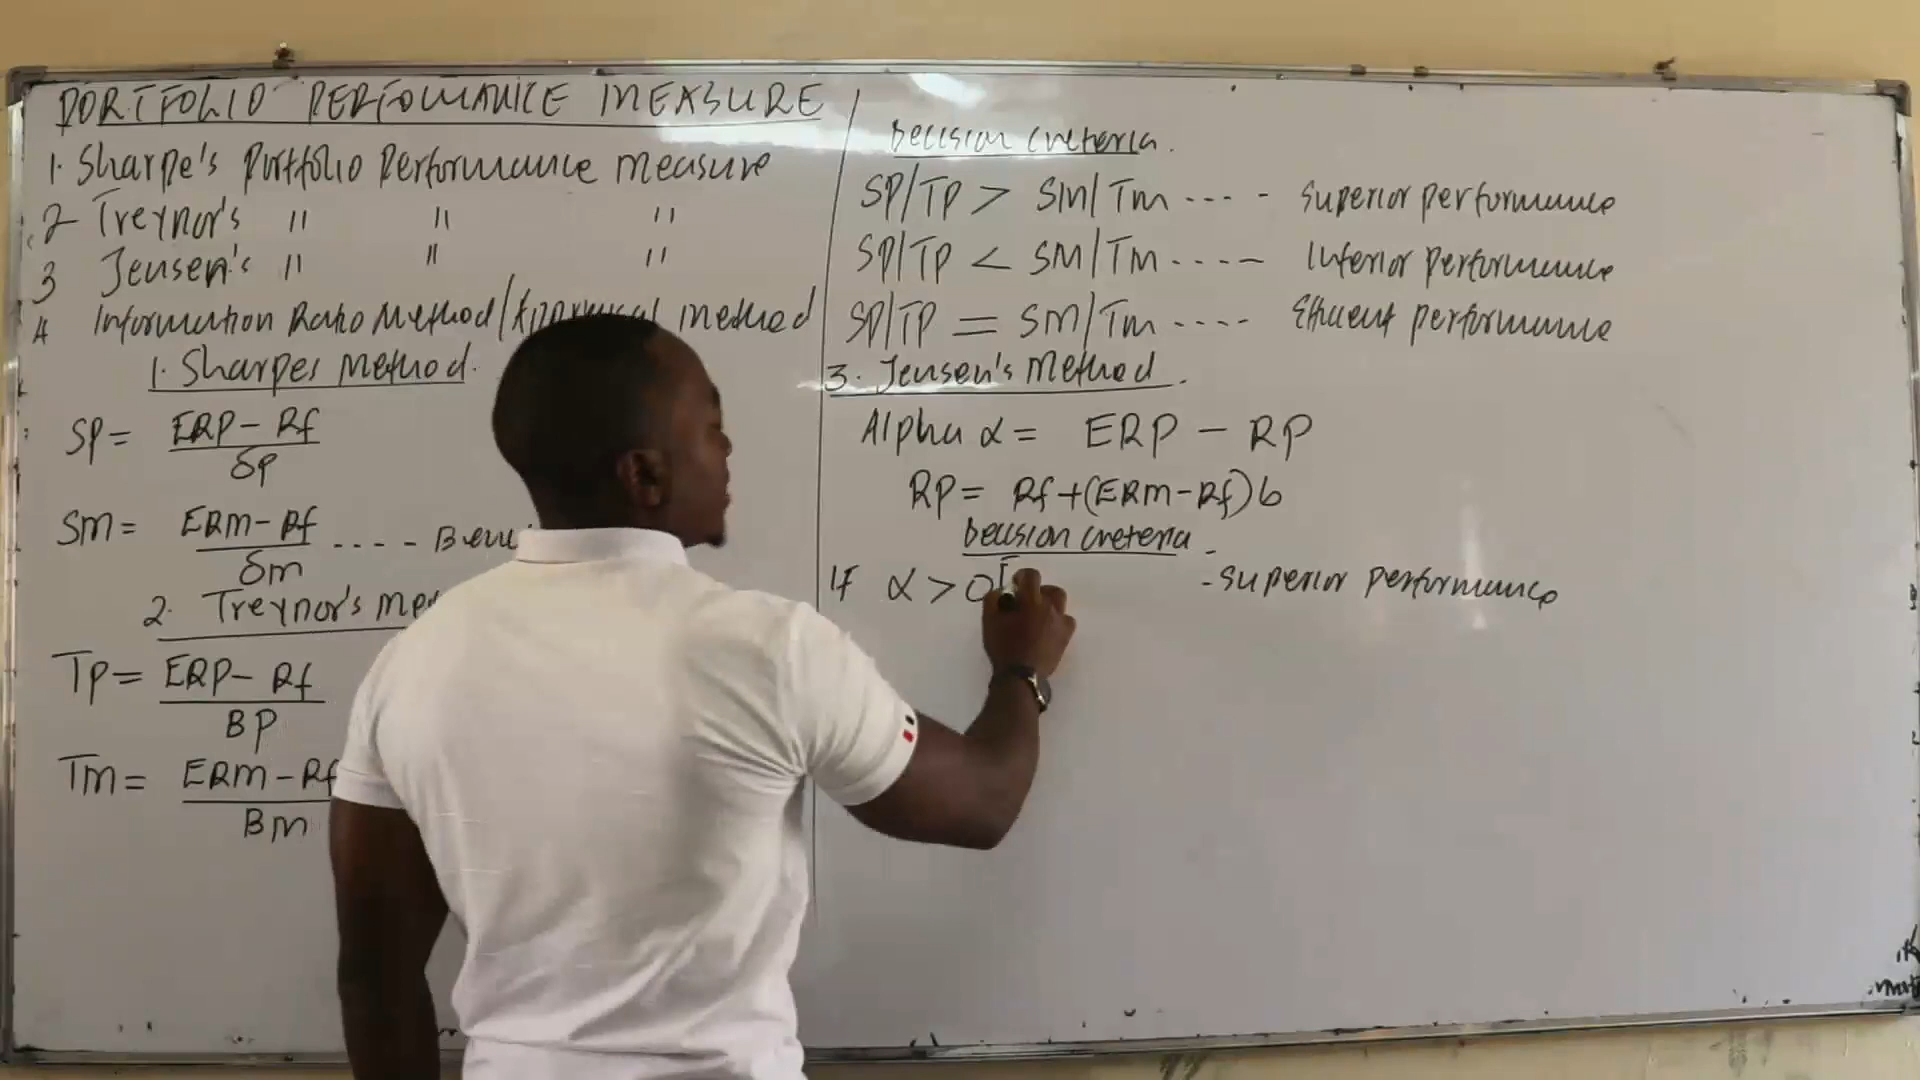 PORTFOLIO PERFOMANCE MEASURE
1. Sharpe's Portfolio Performance measure
2 Treynor's " " "
3 Jensen's " " "
4 Information Ratio Method/Appraisal method
1. Sharpes Method.
SP = ERP - Rf
δp
SM = ERM - Rf ----
δm
2. Treynor's
TP = ERP - Rf
BP
TM = ERM - Rf
BM
Decision criteria.
SP/TP > SM/TM ---- Superior performance
SP/TP < SM/TM ----- Inferior performance
SP/TP = SM/TM ----- Efficient performance
3. Jensen's Method.
Alpha α = ERP - RP
RP = Rf + (ERM - Rf) b
Decision creteria -
If α > 0 - Superior performance